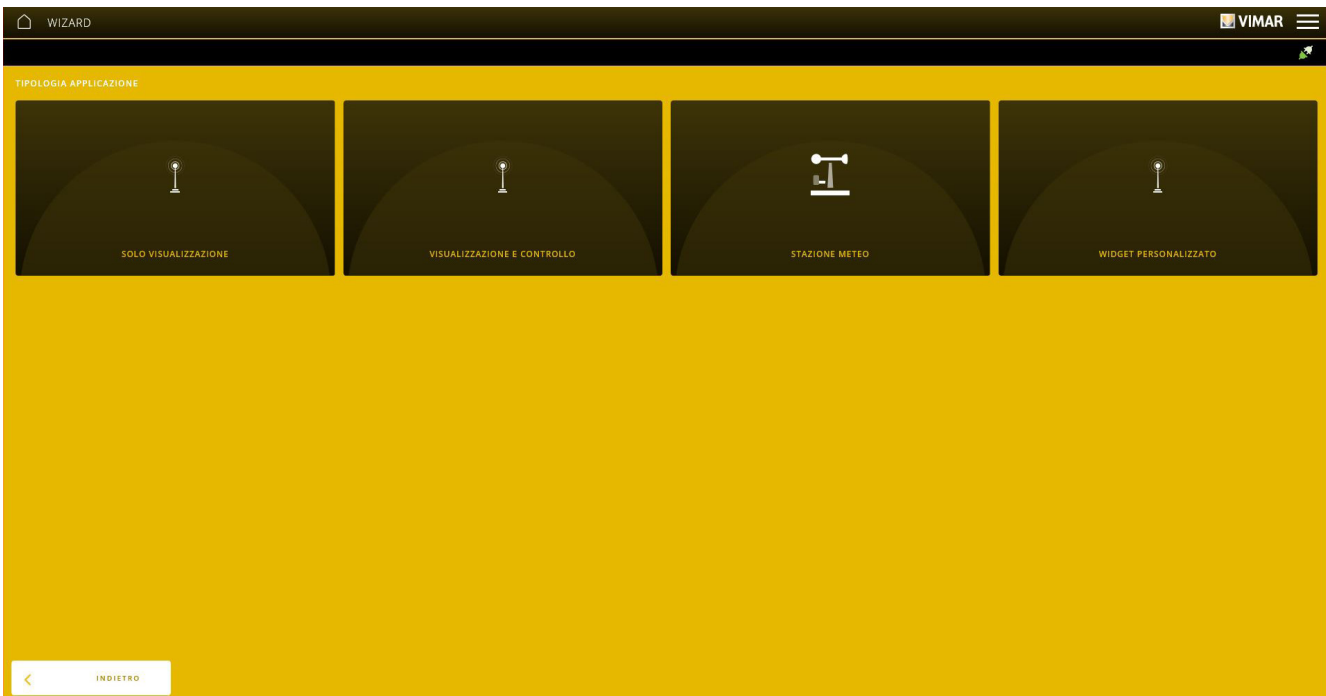 WIZARD
VIMAR
TIPOLOGIA APPLICAZIONE
SOLO VISUALIZZAZIONE
VISUALIZZAZIONE E CONTROLLO
STAZIONE METEO
WIDGET PERSONALIZZATO
INDIETRO